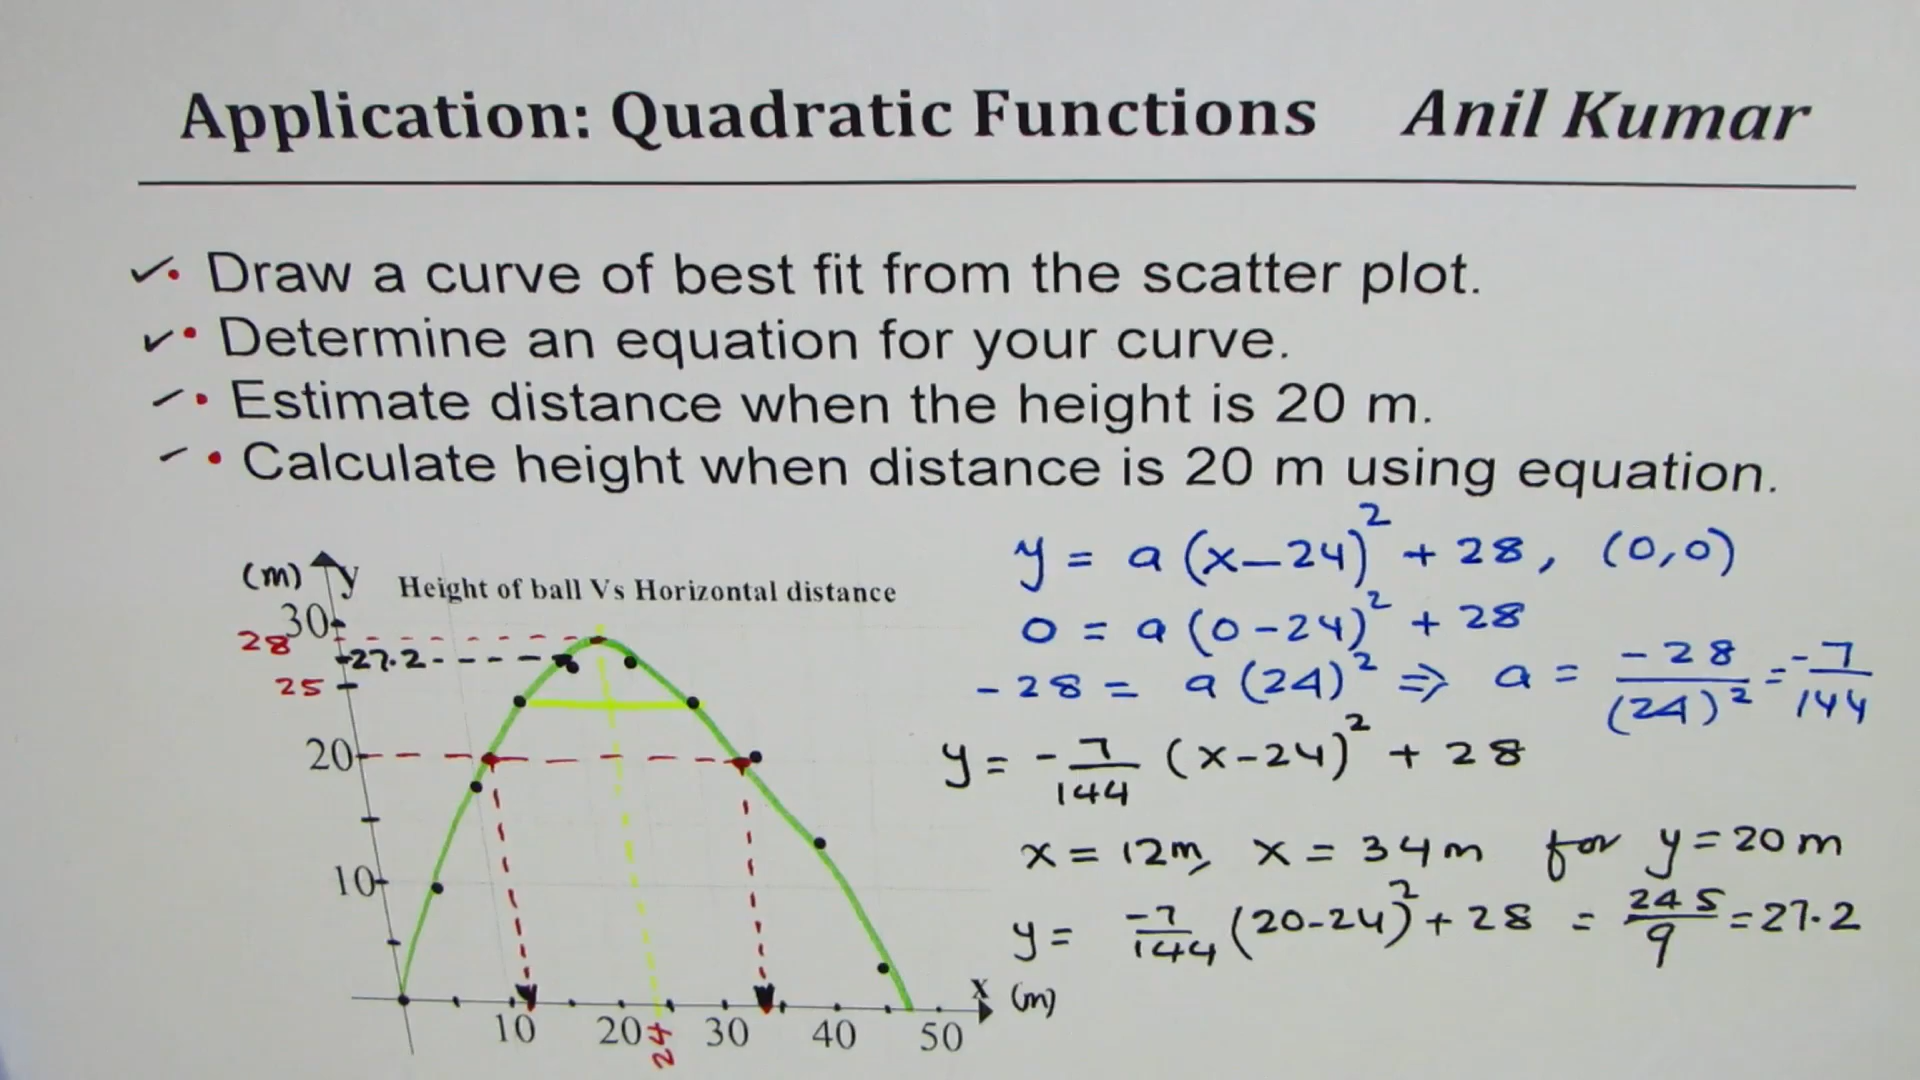 Application: Quadratic Functions Anil Kumar
✓• Draw a curve of best fit from the scatter plot.
✓• Determine an equation for your curve.
• Estimate distance when the height is 20 m.
• Calculate height when distance is 20 m using equation.
y = a(x-24)² + 28, (0,0)
0 = a(0-24)² + 28
-28 = a(24)² ⇒ a = -28/(24)² = -7/144
y = -7/144 (x-24)² + 28
x = 12m, x = 34m for y = 20m
y = -7/144 (20-24)² + 28 = 245/9 = 27.2
(m) y Height of ball Vs Horizontal distance
30
28
27.2
25
20
10
x (m)
10 20 24 30 40 50